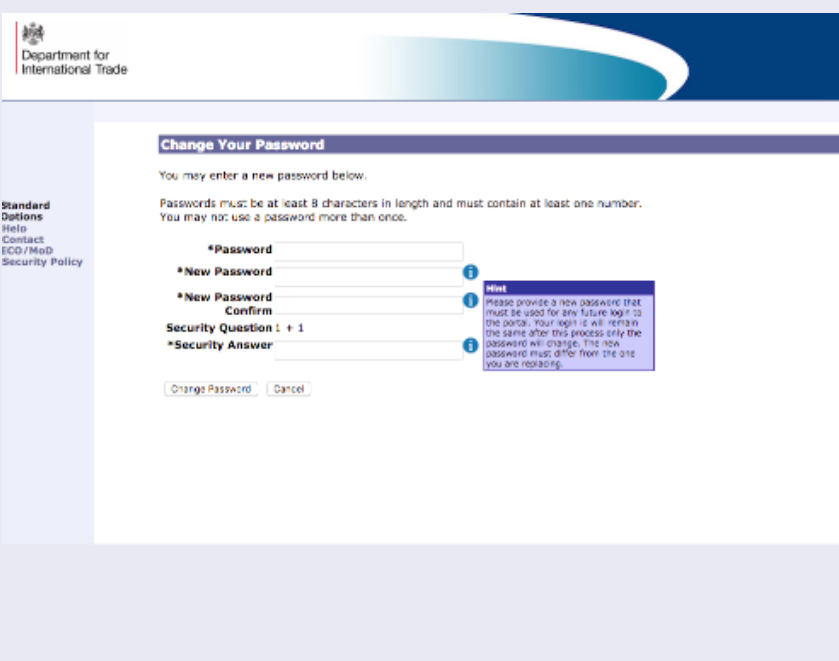 Department for
International Trade
Change Your Password
You may enter a new password below.
Passwords must be at least 8 characters in length and must contain at least one number.
You may not use a password more than once.
Standard
Options
Help
Contact
ECO/MoD
Security Policy
*Password
*New Password
*New Password
Confirm
Security Question 1 + 1
*Security Answer
Hint
Please provide a new password that
must be used for any future login to
the portal. Your login id will remain
the same after this process only the
password will change. The new
password must differ from the one
you are replacing.
Change Password Cancel